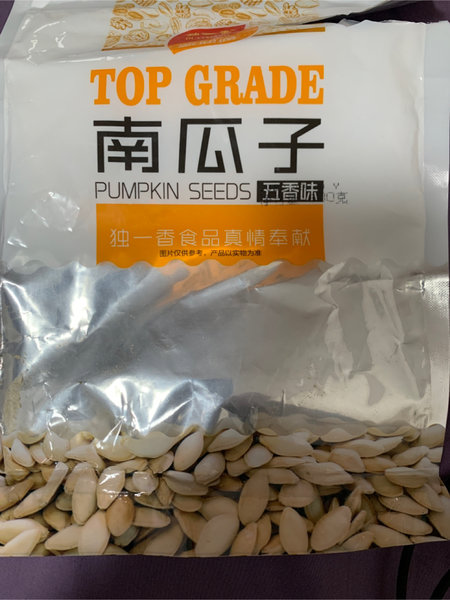 TOP GRADE
南瓜子
PUMPKIN SEEDS 五香味 克
独一香食品真情奉献
图片仅供参考，产品以实物为准